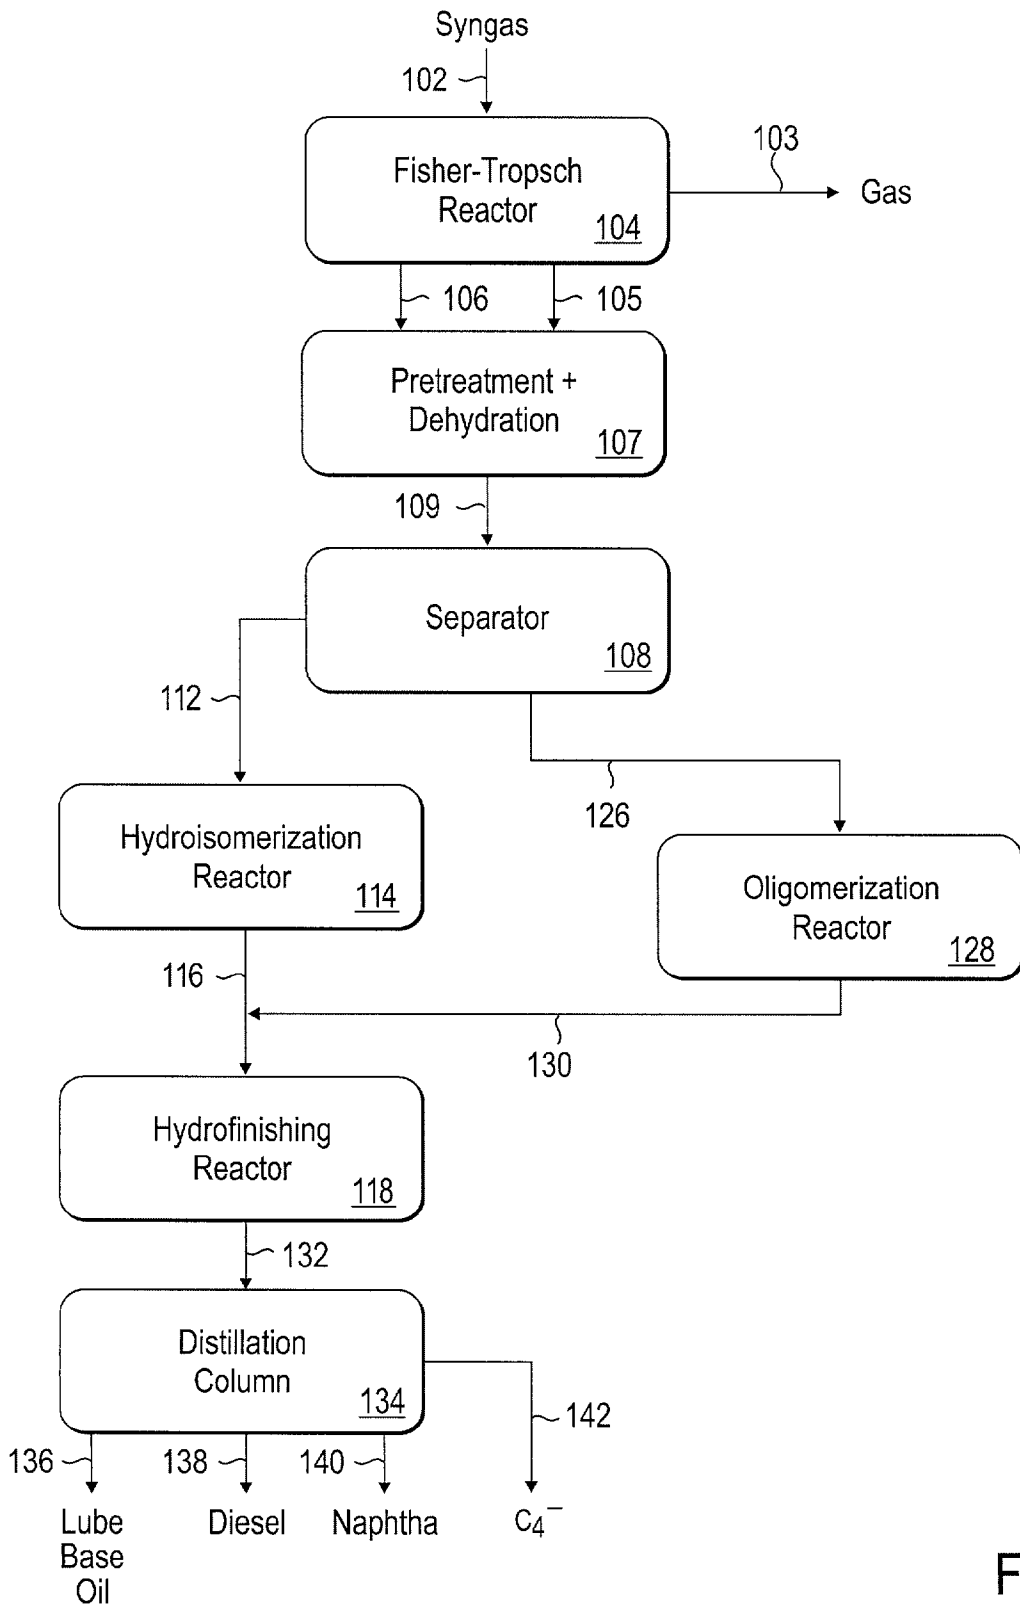 Syngas
102
103
Fisher-Tropsch
Reactor
104
Gas
106
105
Pretreatment +
Dehydration
107
109
Separator
108
112
126
Hydroisomerization
Reactor
114
Oligomerization
Reactor
128
116
130
Hydrofinishing
Reactor
118
132
Distillation
Column
134
142
136
138
140
Lube
Base
Oil
Diesel
Naphtha
C4−
F